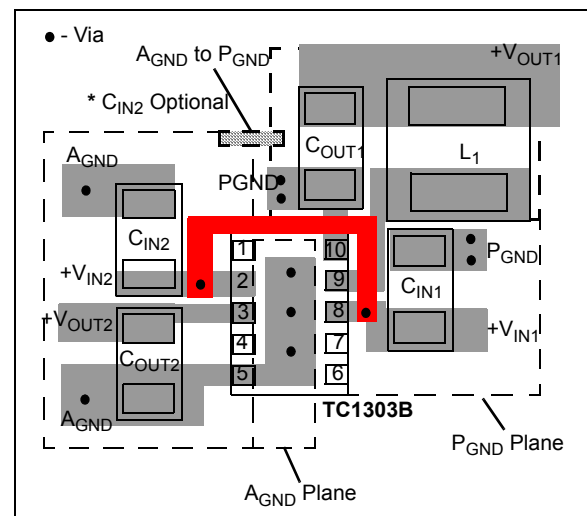 ● - Via
AGND to PGND
+VOUT1
* CIN2 Optional
AGND
COUT1
L1
PGND
CIN2
1
10
PGND
+VIN2
2
9
CIN1
+VOUT2
3
8
+VIN1
COUT2
4
7
5
6
AGND
TC1303B
PGND Plane
AGND Plane